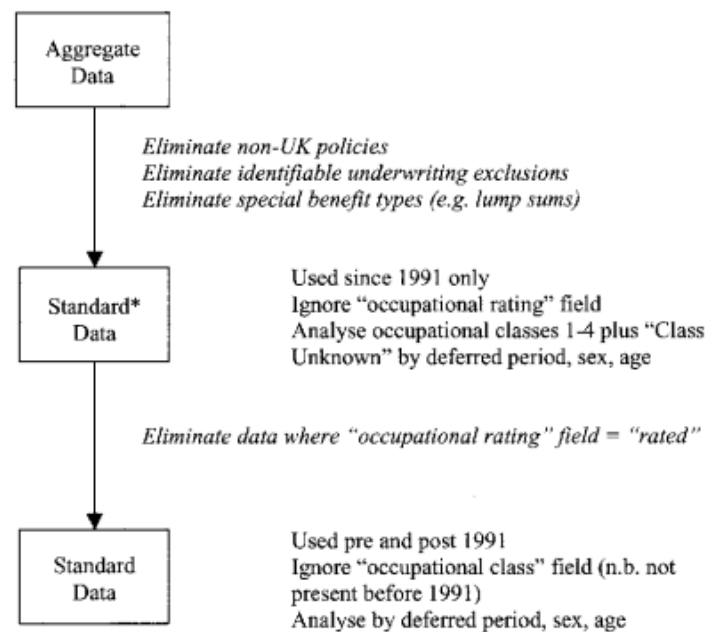 Aggregate
Data
Eliminate non-UK policies
Eliminate identifiable underwriting exclusions
Eliminate special benefit types (e.g. lump sums)
Standard*
Data
Used since 1991 only
Ignore “occupational rating” field
Analyse occupational classes 1-4 plus “Class
Unknown” by deferred period, sex, age
Eliminate data where “occupational rating” field = “rated”
Standard
Data
Used pre and post 1991
Ignore “occupational class” field (n.b. not
present before 1991)
Analyse by deferred period, sex, age